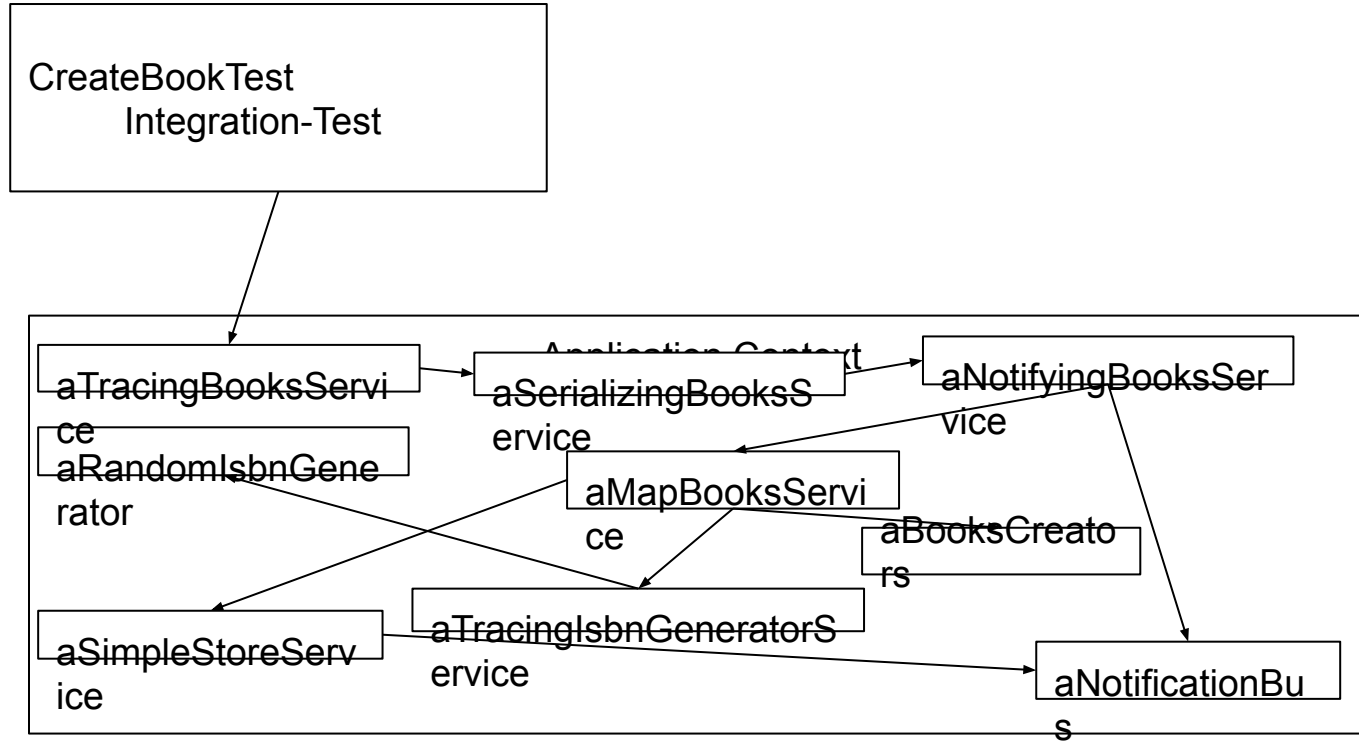 CreateBookTest
Integration-Test
Application Context
aTracingBooksServi
ce
aSerializingBooksS
ervice
aNotifyingBooksSer
vice
aRandomIsbnGene
rator
aMapBooksServi
ce
aBooksCreato
rs
aSimpleStoreServ
ice
aTracingIsbnGeneratorS
ervice
aNotificationBu
s